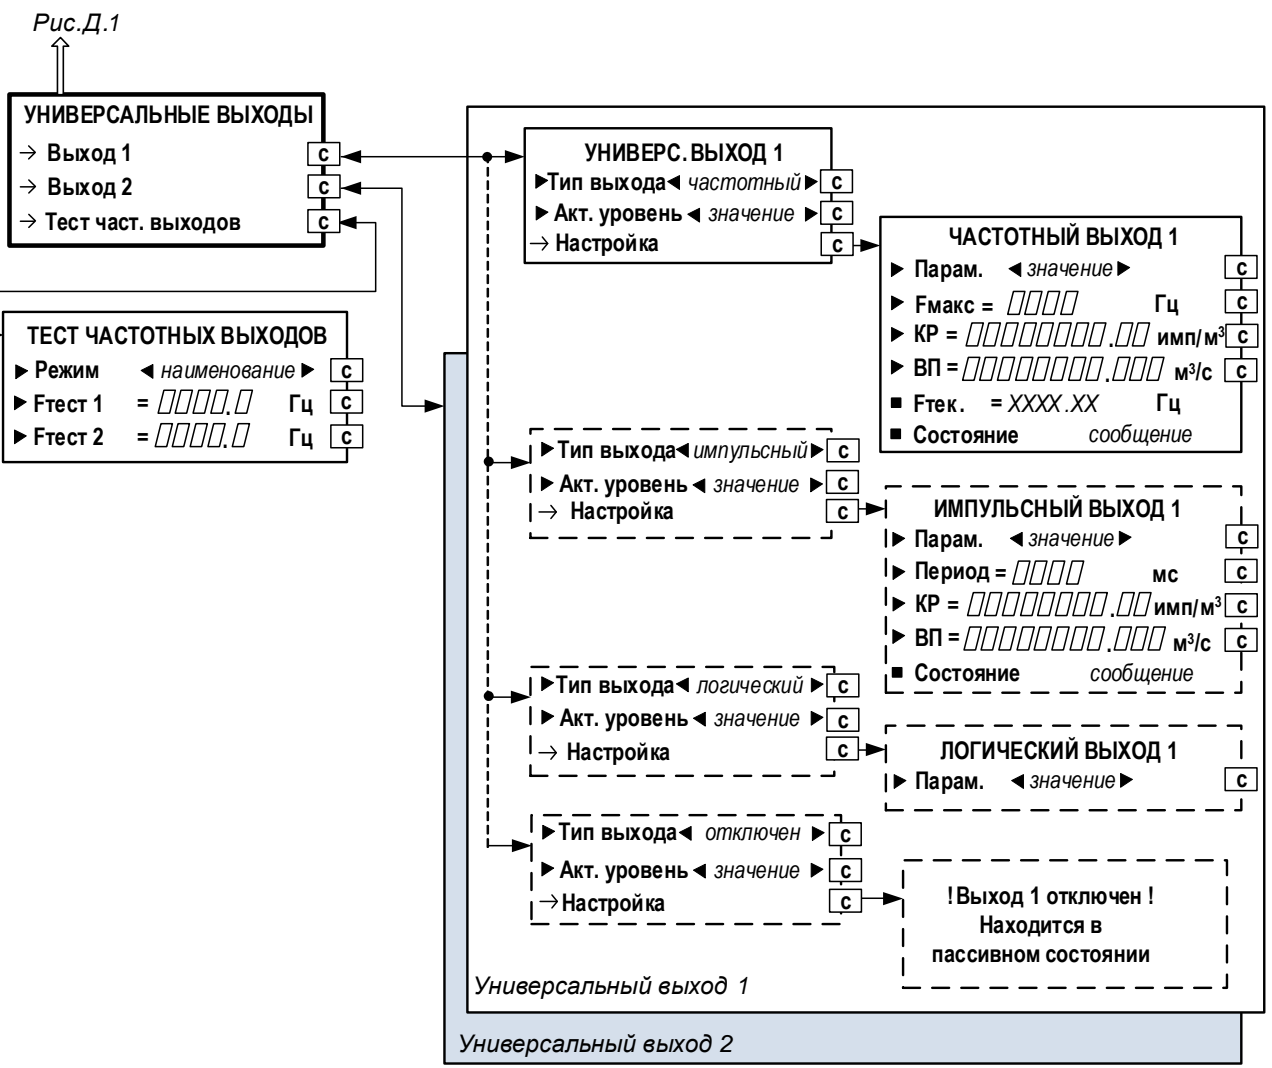 Рис.Д.1
УНИВЕРСАЛЬНЫЕ ВЫХОДЫ
→ Выход 1 С
→ Выход 2 С
→ Тест част. выходов С
ТЕСТ ЧАСТОТНЫХ ВЫХОДОВ
Режим наименование С
Fтест 1 = . Гц С
Fтест 2 = . Гц С
УНИВЕРС. ВЫХОД 1
Тип выхода частотный С
Акт. уровень значение С
→ Настройка С
ЧАСТОТНЫЙ ВЫХОД 1
Парам. значение С
Fмакс = Гц С
КР = . имп/м³ С
ВП = . м³/с С
Fтек. = XXXX.XX Гц
Состояние сообщение
Тип выхода импульсный С
Акт. уровень значение С
→ Настройка С
ИМПУЛЬСНЫЙ ВЫХОД 1
Парам. значение С
Период = мс С
КР = . имп/м³ С
ВП = . м³/с С
Состояние сообщение
Тип выхода логический С
Акт. уровень значение С
→ Настройка С
ЛОГИЧЕСКИЙ ВЫХОД 1
Парам. значение С
Тип выхода отключен С
Акт. уровень значение С
→ Настройка С
! Выход 1 отключен !
Находится в
пассивном состоянии
Универсальный выход 1
Универсальный выход 2